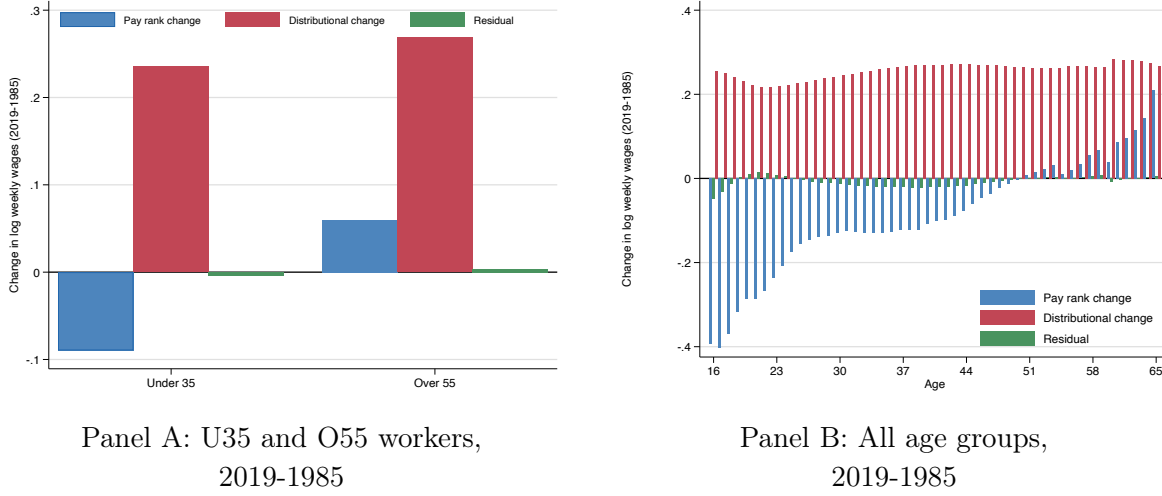 .3
.2
.1
0
-.1
Change in log weekly wages (2019-1985)
Pay rank change
Distributional change
Residual
Under 35
Over 55
Panel A: U35 and O55 workers,
2019-1985
.4
.2
0
-.2
-.4
Change in log weekly wages (2019-1985)
Pay rank change
Distributional change
Residual
16
23
30
37
44
51
58
65
Age
Panel B: All age groups,
2019-1985